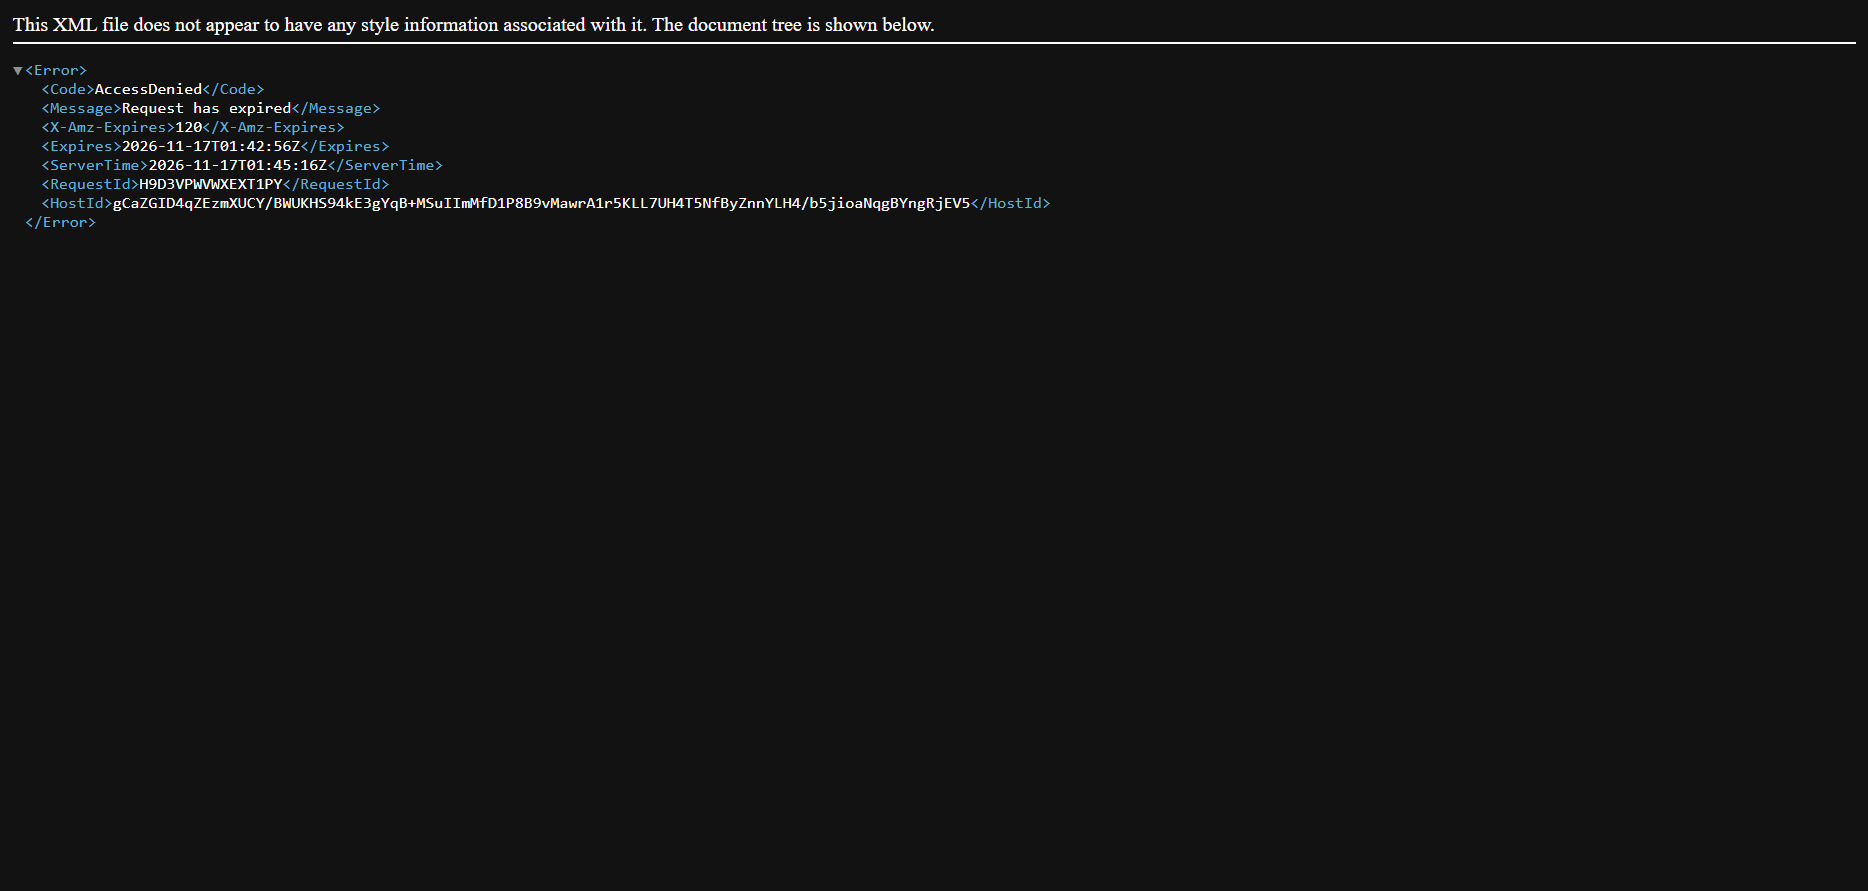 This XML file does not appear to have any style information associated with it. The document tree is shown below.
▼<Error>
<Code>AccessDenied</Code>
<Message>Request has expired</Message>
<X-Amz-Expires>120</X-Amz-Expires>
<Expires>2026-11-17T01:42:56Z</Expires>
<ServerTime>2026-11-17T01:45:16Z</ServerTime>
<RequestId>H9D3VPWVWXEXT1PY</RequestId>
<HostId>gCaZGID4qZEzmXUCY/BWUKHS94kE3gYqB+MSuIImMfD1P8B9vMawrA1r5KLL7UH4T5NfByZnnYLH4/b5jioaNqgBYngRjEV5</HostId>
</Error>